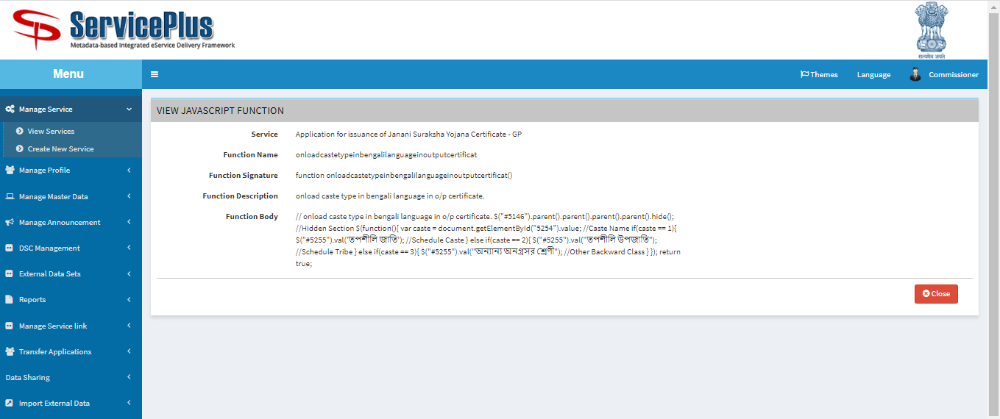 ServicePlus
Metadata-based Integrated eService Delivery Framework
सत्यमेव जयते
Menu
Themes
Language
Commissioner
Manage Service
View Services
Create New Service
Manage Profile
Manage Master Data
Manage Announcement
DSC Management
External Data Sets
Reports
Manage Service link
Transfer Applications
Data Sharing
Import External Data
VIEW JAVASCRIPT FUNCTION
Service Application for issuance of Janani Suraksha Yojana Certificate - GP
Function Name onloadcastetypeinbengalilanguageinoutputcertificat
Function Signature function onloadcastetypeinbengalilanguageinoutputcertificat()
Function Description onload caste type in bengali language in o/p certificate.
Function Body // onload caste type in bengali language in o/p certificate. $("#5146").parent().parent().parent().parent().hide();
//Hidden Section $(function(){ var caste = document.getElementById("5254").value; //Caste Name if(caste == 1){
$("#5255").val('তপশীলি জাতি'); //Schedule Caste } else if(caste == 2){ $("#5255").val("তপশীলি উপজাতি");
//Schedule Tribe } else if(caste == 3){ $("#5255").val("অন্যান্য অনগ্রসর শ্রেণী"); //Other Backward Class } }); return
true;
Close